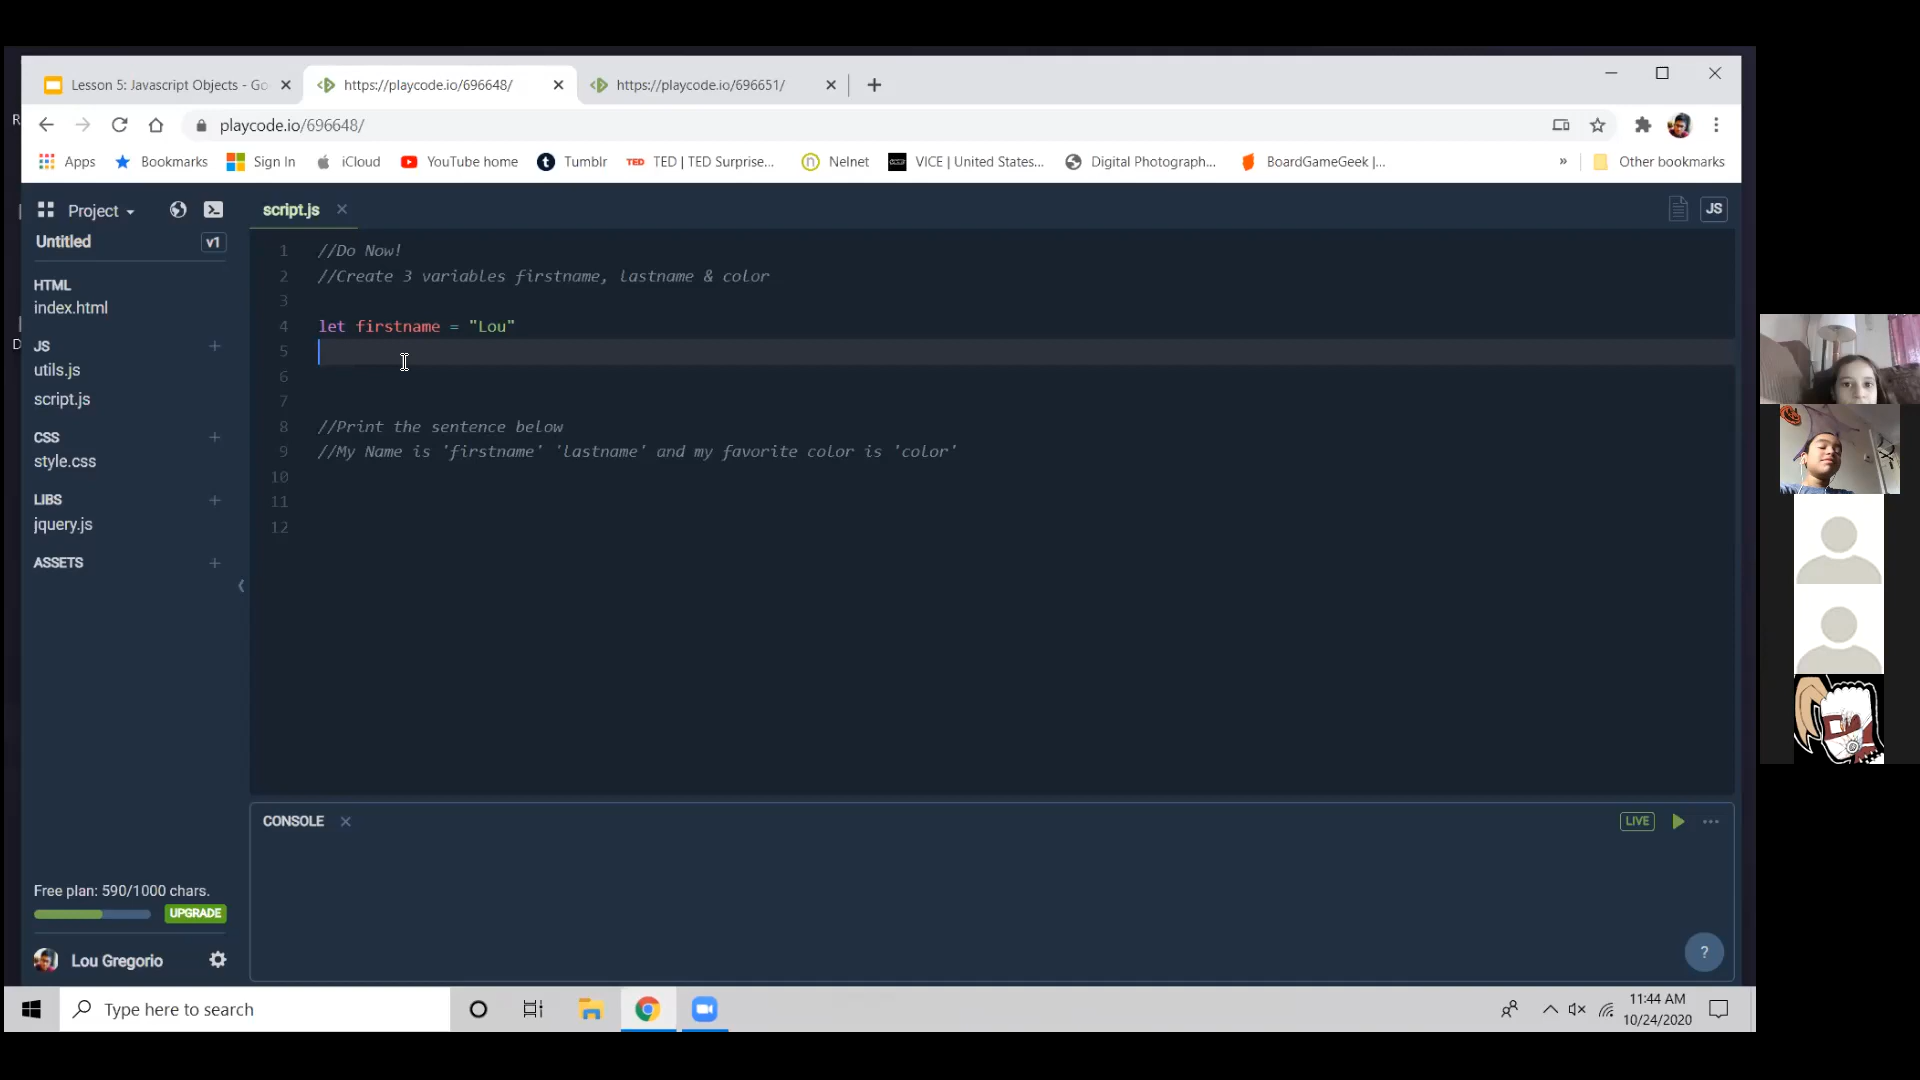 Lesson 5: Javascript Objects - Go
https://playcode.io/696648/
https://playcode.io/696651/
playcode.io/696648/
Apps
Bookmarks
Sign In
iCloud
YouTube home
Tumblr
TED TED | TED Surprise...
Nelnet
VICE | United States...
Digital Photograph...
BoardGameGeek |...
»
Other bookmarks
Project
script.js
JS
Untitled
v1
HTML
index.html
JS
utils.js
script.js
CSS
style.css
LIBS
jquery.js
ASSETS
Free plan: 590/1000 chars.
UPGRADE
Lou Gregorio
1 //Do Now!
2 //Create 3 variables firstname, lastname & color
3
4 let firstname = "Lou"
5
6
7
8 //Print the sentence below
9 //My Name is 'firstname' 'lastname' and my favorite color is 'color'
10
11
12
CONSOLE
LIVE
?
Type here to search
11:44 AM
10/24/2020